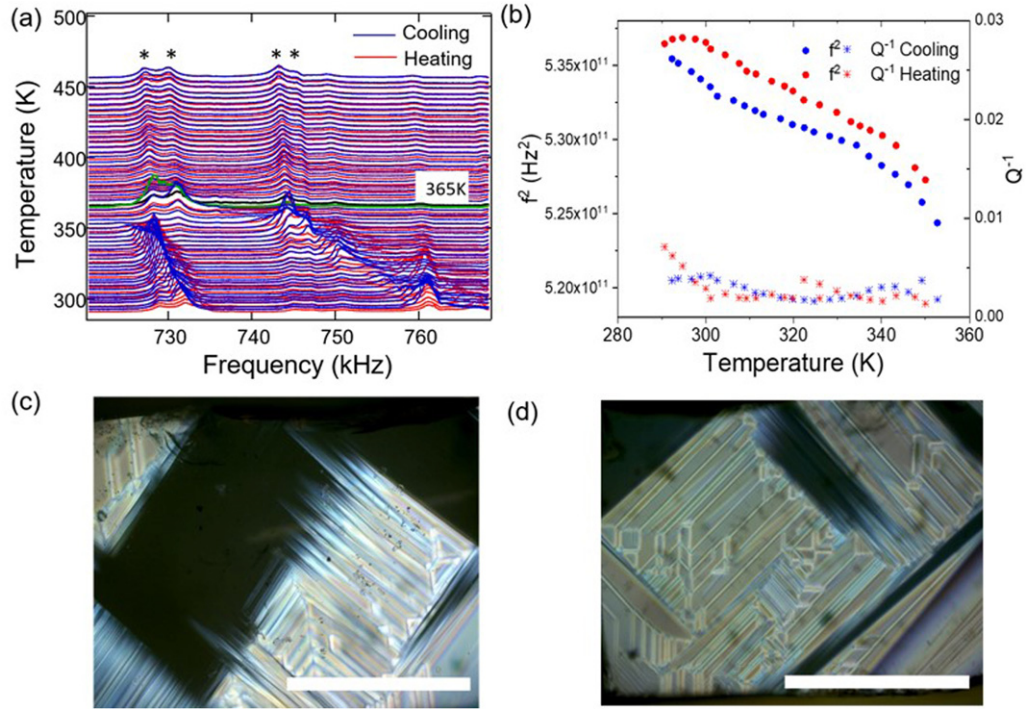 (a)
500
450
400
350
300
Temperature (K)
* * * *
Cooling
Heating
365K
730 740 750 760
Frequency (kHz)
(b)
f² Q⁻¹ Cooling
f² Q⁻¹ Heating
5.35x10¹¹
5.30x10¹¹
5.25x10¹¹
5.20x10¹¹
f² (Hz²)
0.03
0.02
0.01
0.00
Q⁻¹
280 300 320 340 360
Temperature (K)
(c)
(d)